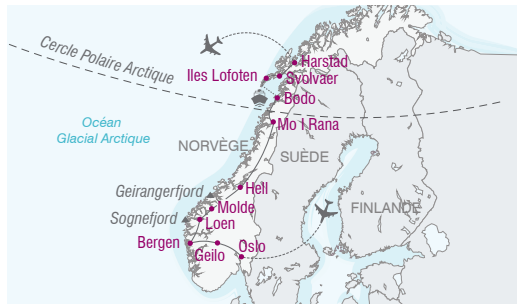 Cercle Polaire Arctique
Harstad
Iles Lofoten
Svolvaer
Bodo
Océan
Glacial Arctique
Mo I Rana
NORVÈGE
SUÈDE
Geirangerfjord
Hell
Sognefjord
Molde
Loen
FINLANDE
Bergen
Geilo
Oslo